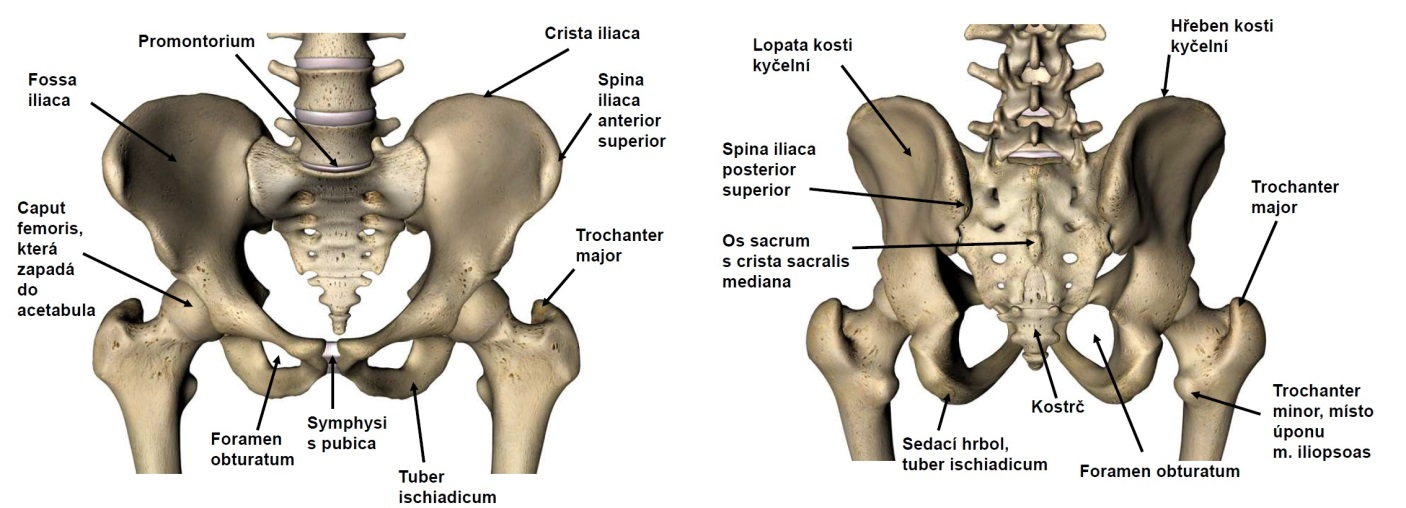 Promontorium
Crista iliaca
Fossa
iliaca
Spina
iliaca
anterior
superior
Caput
femoris,
která
zapadá
do
acetabula
Trochanter
major
Foramen
obturatum
Symphysi
s pubica
Tuber
ischiadicum
Lopata kosti
kyčelní
Hřeben kosti
kyčelní
Spina iliaca
posterior
superior
Trochanter
major
Os sacrum
s crista sacralis
mediana
Kostrč
Trochanter
minor, místo
úponu
m. iliopsoas
Sedací hrbol,
tuber ischiadicum
Foramen obturatum